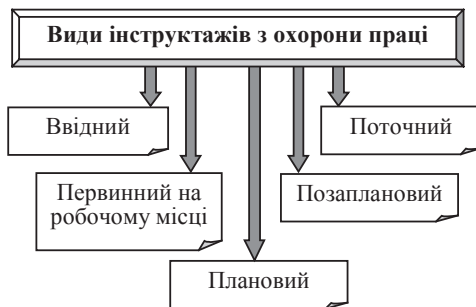 Види інструктажів з охорони праці
Ввідний
Поточний
Первинний на
робочому місці
Позаплановий
Плановий